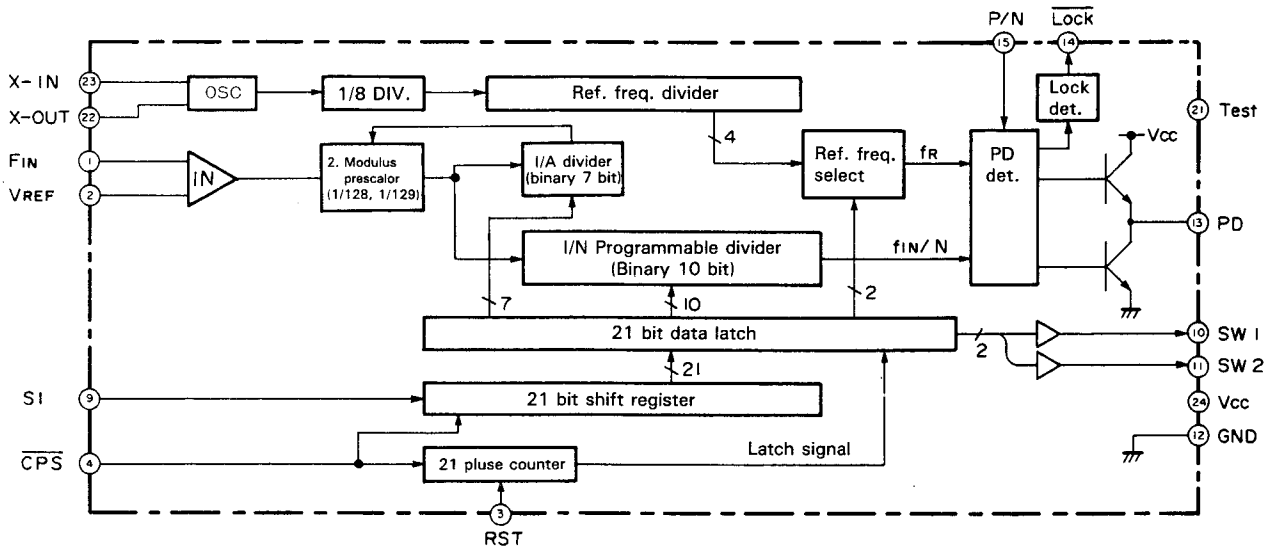 P/N
Lock
15
14
X-IN
23
OSC
1/8 DIV.
Ref. freq. divider
Lock
det.
X-OUT
22
21
Test
4
Vcc
FIN
1
IN
2. Modulus
prescalor
(1/128, 1/129)
I/A divider
(binary 7 bit)
Ref. freq.
select
fR
PD
det.
VREF
2
13
PD
I/N Programmable divider
(Binary 10 bit)
fIN/N
7
10
2
21 bit data latch
2
10
SW 1
11
SW 2
21
SI
9
21 bit shift register
24
Vcc
12
GND
Latch signal
CPS
4
21 pluse counter
3
RST